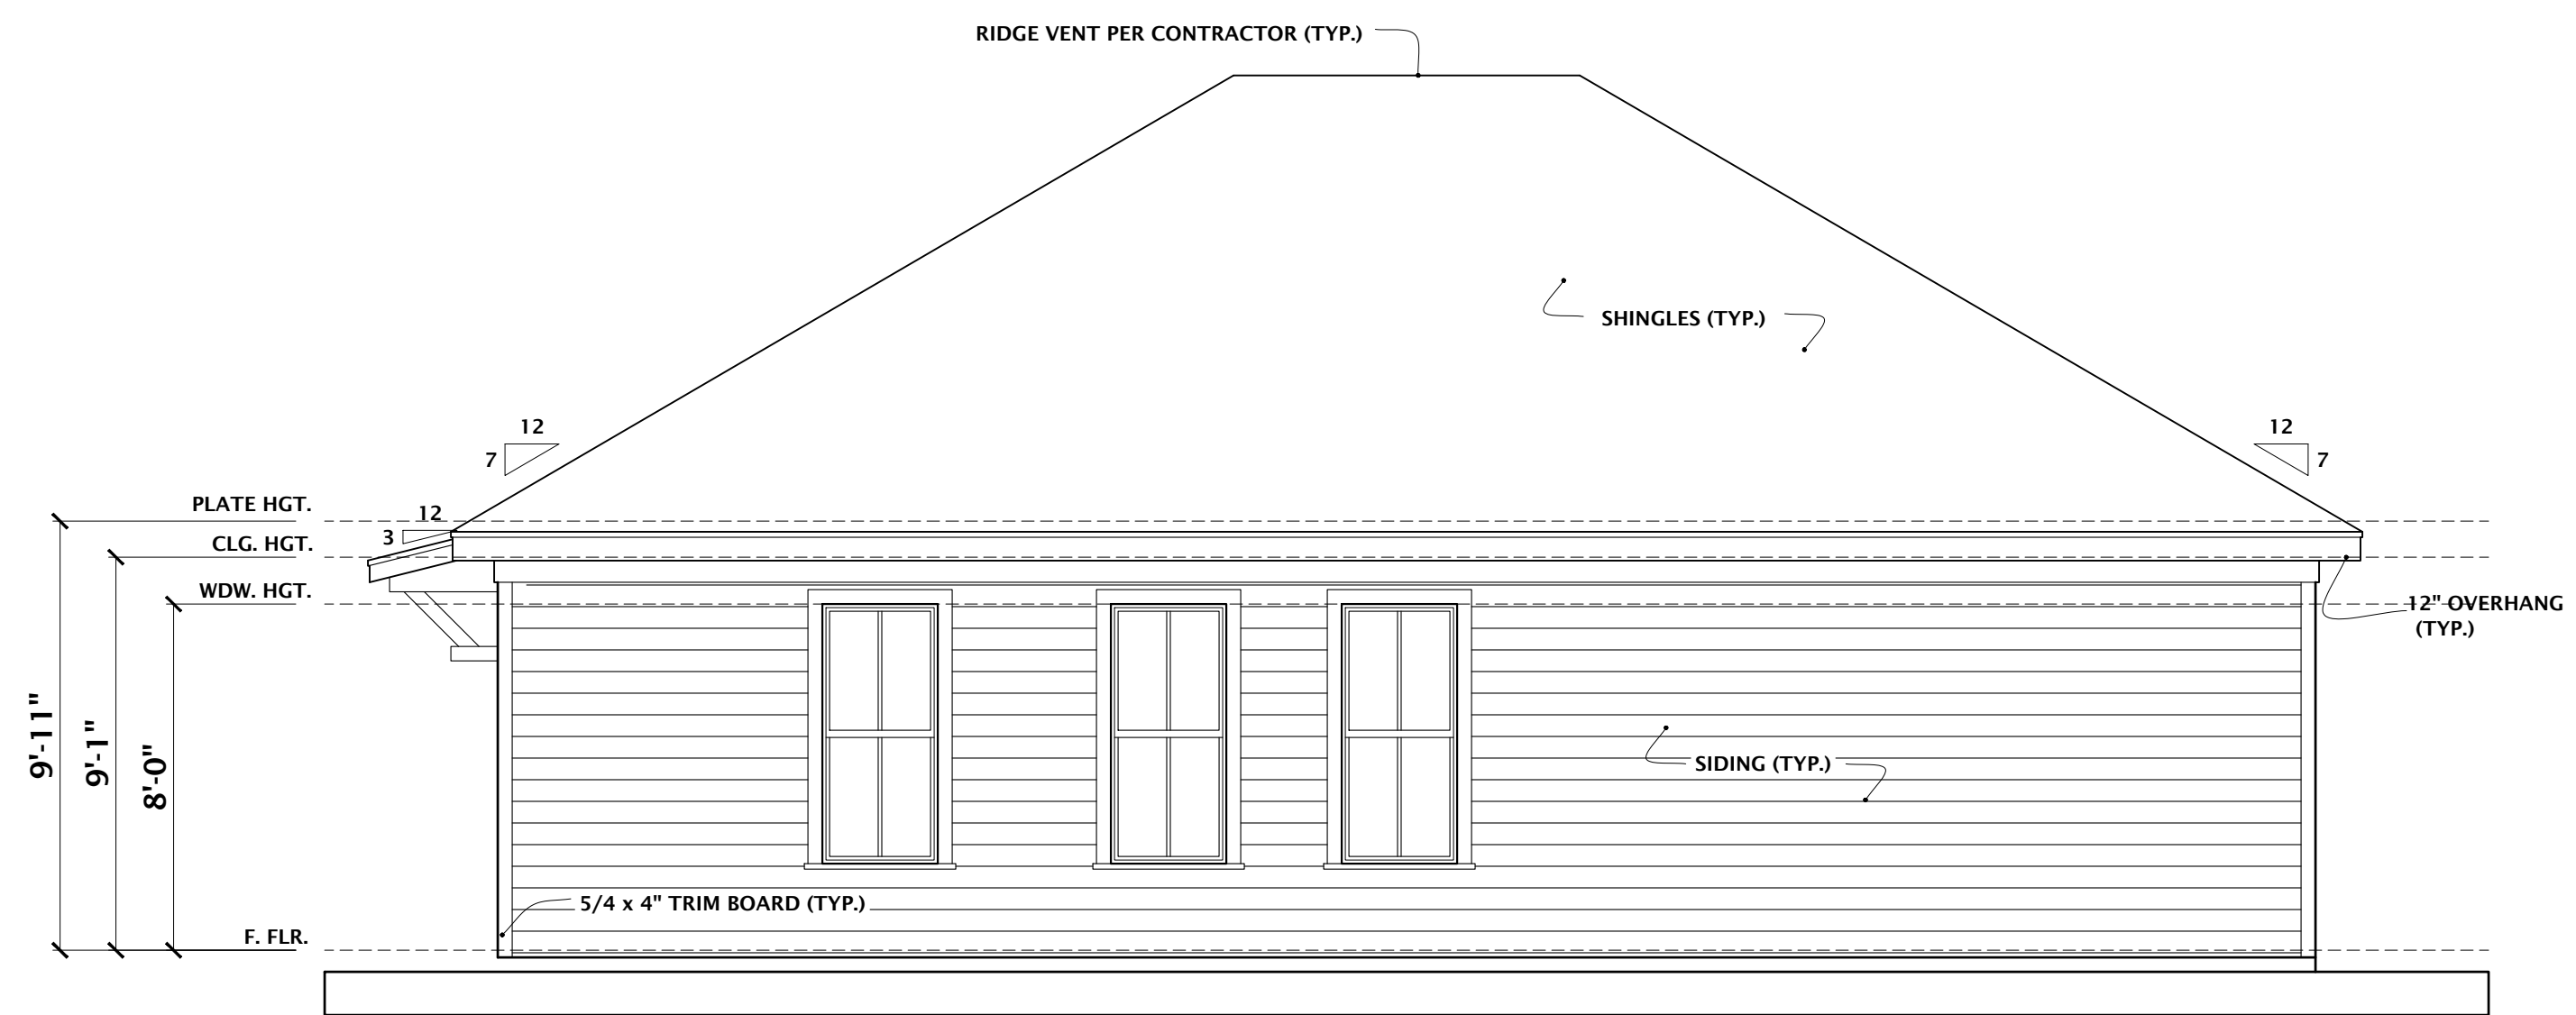 RIDGE VENT PER CONTRACTOR (TYP.)
SHINGLES (TYP.)
12
7
12
7
PLATE HGT.
12
3
CLG. HGT.
WDW. HGT.
12" OVERHANG
(TYP.)
9'-11"
9'-1"
8'-0"
SIDING (TYP.)
5/4 x 4" TRIM BOARD (TYP.)
F. FLR.